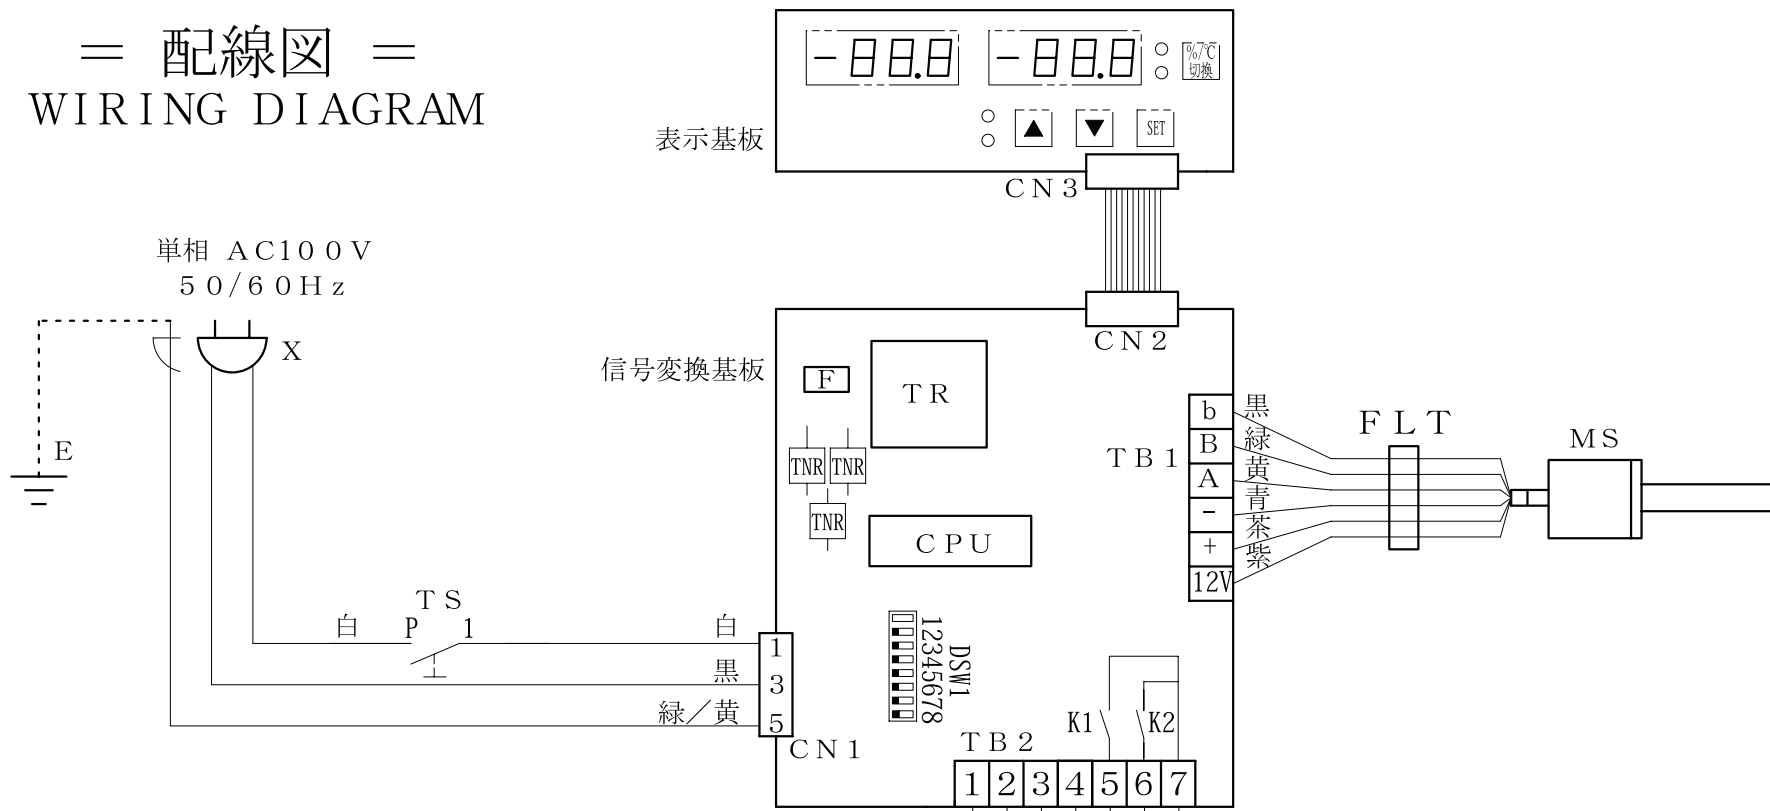 ＝ 配線図 ＝
WIRING DIAGRAM
-88.8 -88.8 %/℃
切換
▲ ▼ SET
表示基板
CN3
単相 AC100V
50/60Hz
X
E
CN2
信号変換基板
F
TR
TNR TNR
TNR
CPU
TB1
b 黒
B 緑
A 黄
- 青
+ 茶
12V 紫
FLT
MS
TS
白 P 1 白
黒
緑／黄
1
3
5
CN1
12345678
DSW1
K1 K2
TB2
1 2 3 4 5 6 7